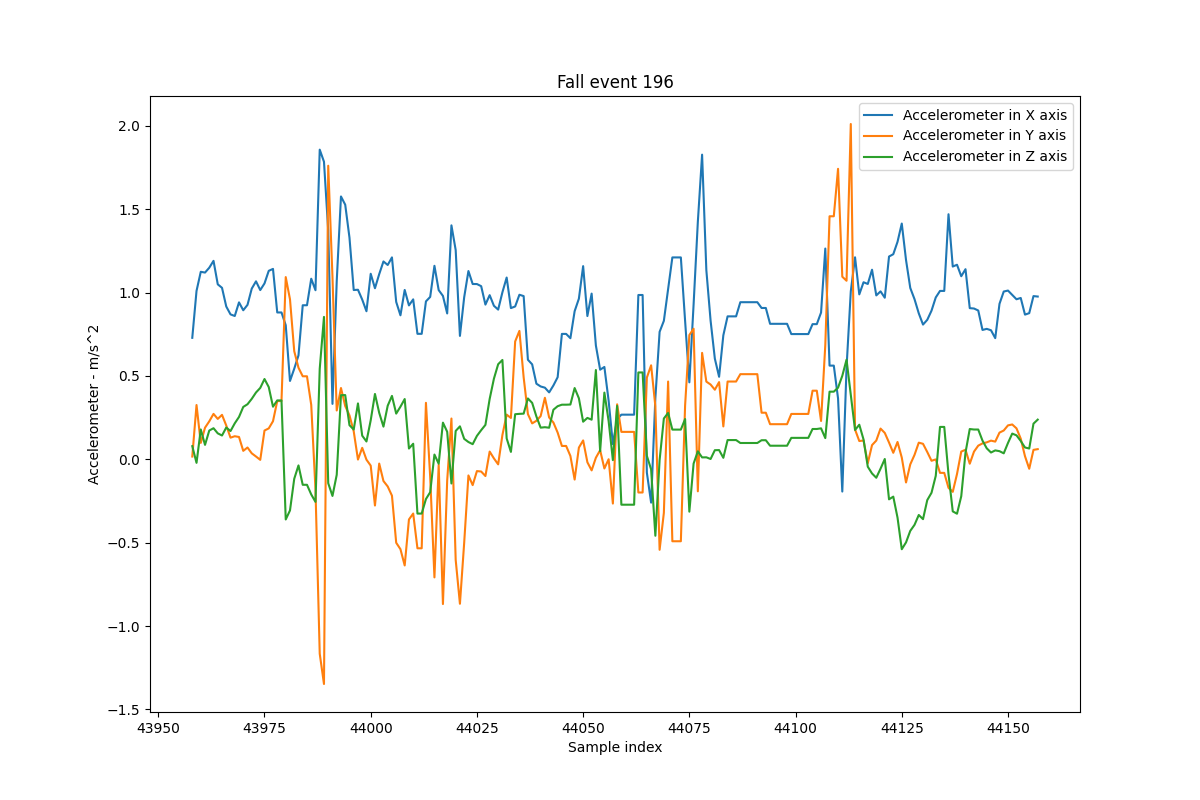 Fall event 196
Accelerometer in X axis
Accelerometer in Y axis
Accelerometer in Z axis
Accelerometer - m/s^2
2.0
1.5
1.0
0.5
0.0
−0.5
−1.0
−1.5
43950 43975 44000 44025 44050 44075 44100 44125 44150
Sample index